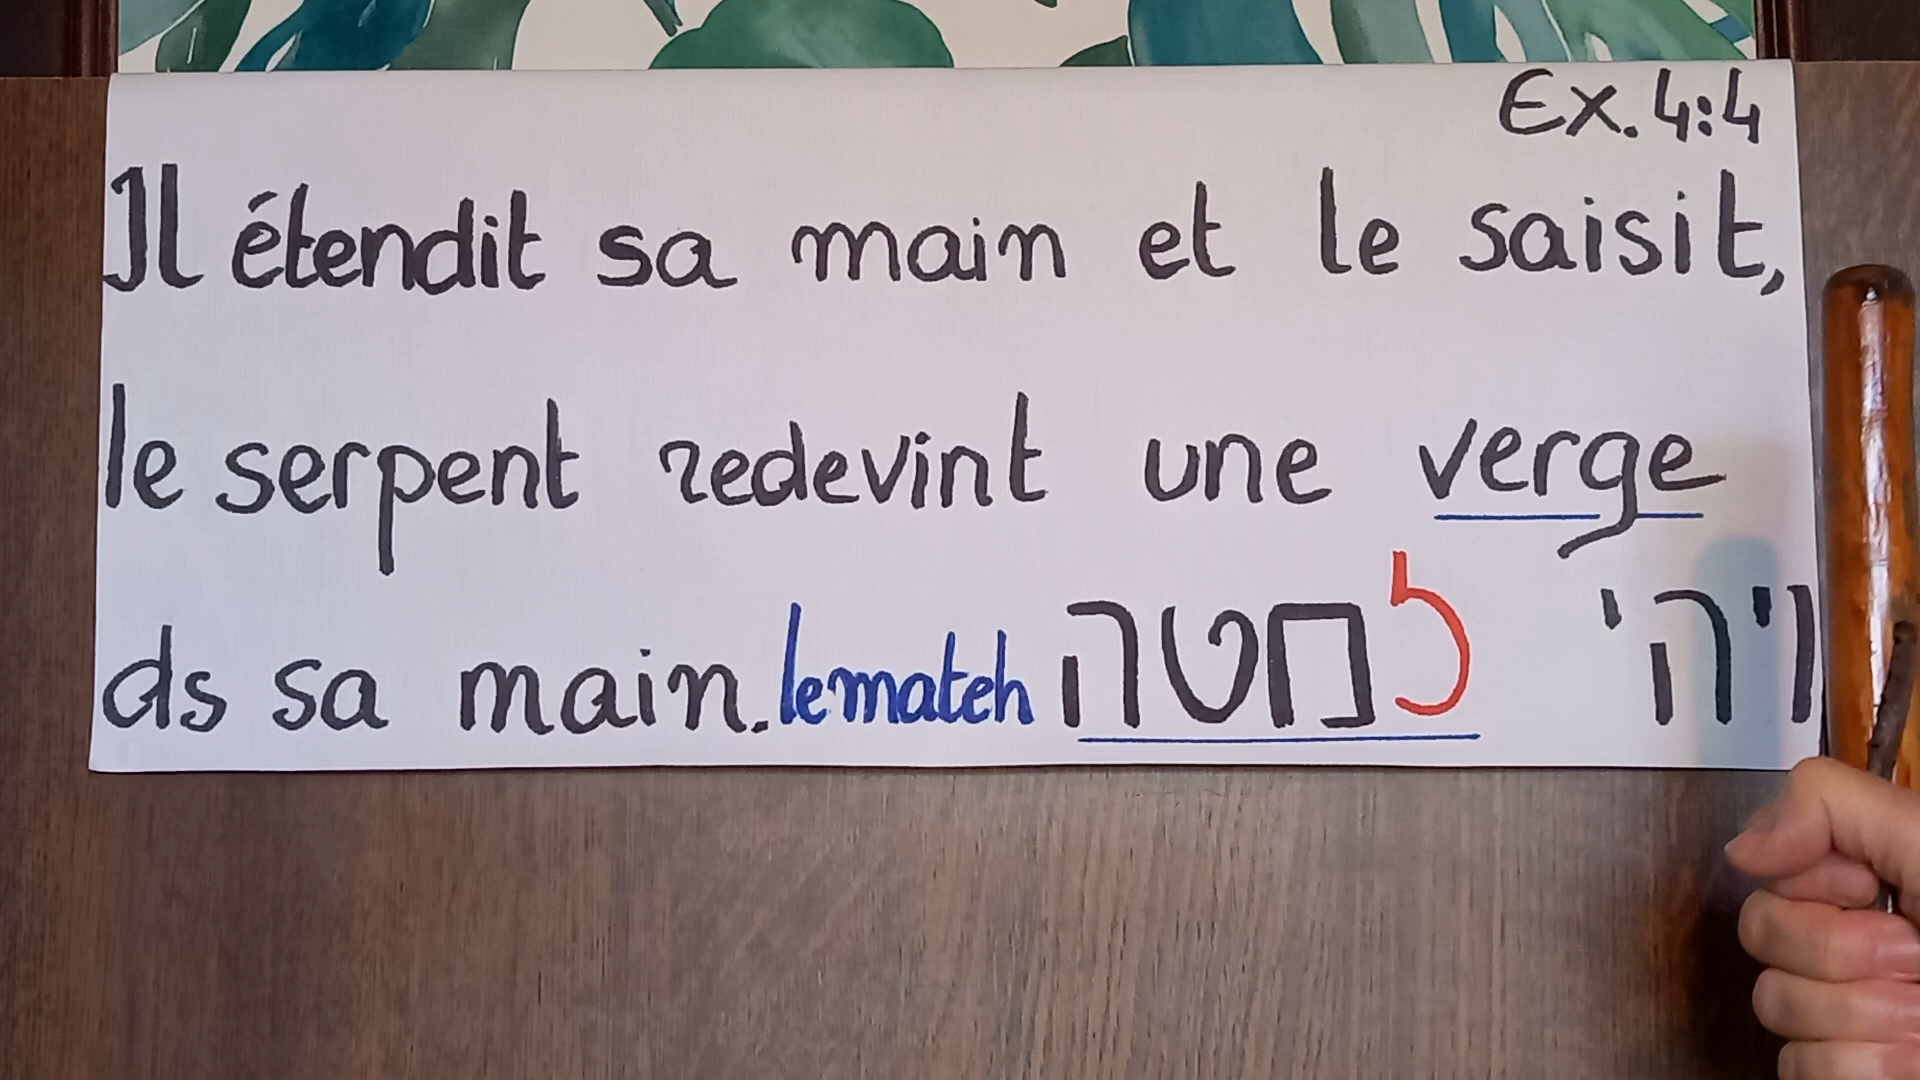 Ex. 4:4
Il étendit sa main et le saisit,
le serpent redevint une verge
ds sa main. lemateh ויהי למטה